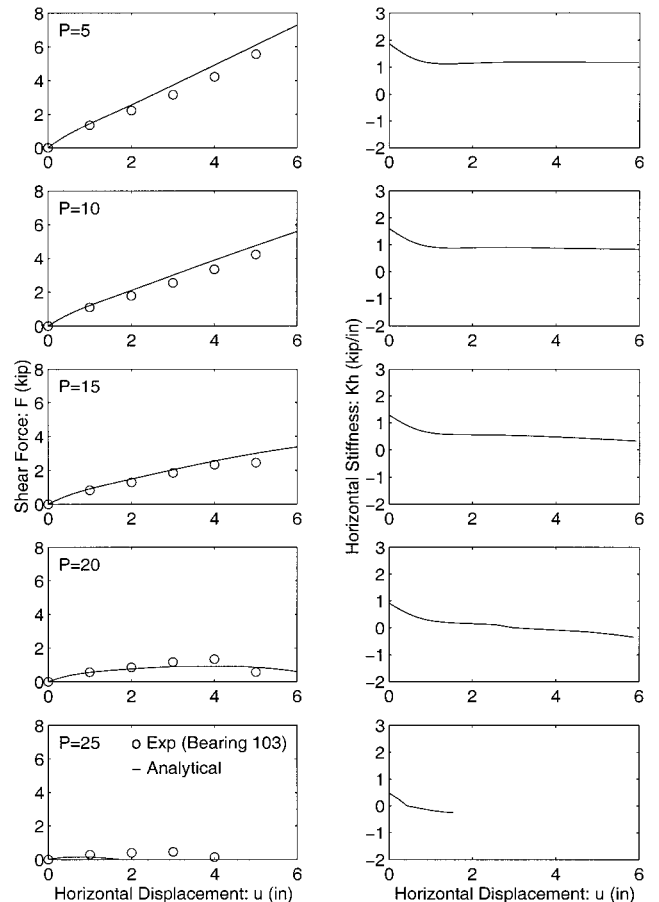 8
P=5
6
4
2
0
0 2 4 6
3
2
1
0
−1
−2
0 2 4 6
8
P=10
6
4
2
0
0 2 4 6
3
2
1
0
−1
−2
0 2 4 6
Shear Force: F (kip)
8
P=15
6
4
2
0
0 2 4 6
Horizontal Stiffness: Kh (kip/in)
3
2
1
0
−1
−2
0 2 4 6
8
P=20
6
4
2
0
0 2 4 6
3
2
1
0
−1
−2
0 2 4 6
8
P=25
o Exp (Bearing 103)
– Analytical
6
4
2
0
0 2 4 6
Horizontal Displacement: u (in)
3
2
1
0
−1
−2
0 2 4 6
Horizontal Displacement: u (in)